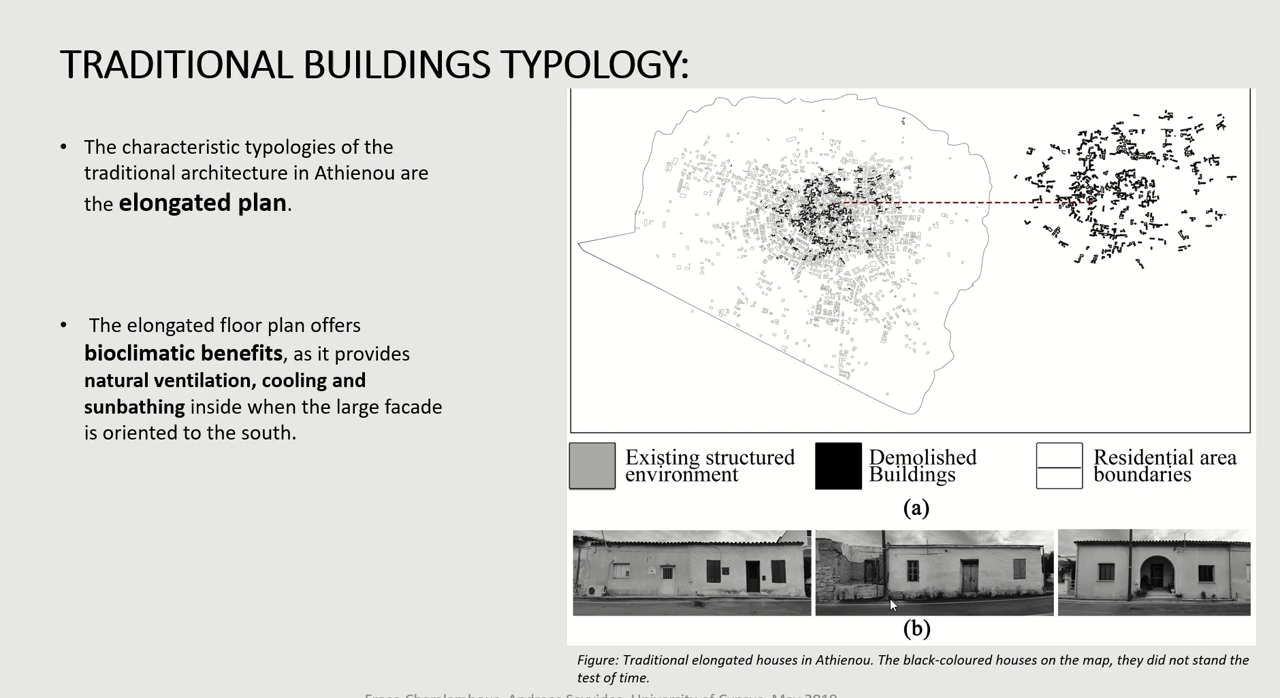 TRADITIONAL BUILDINGS TYPOLOGY:
• The characteristic typologies of the
traditional architecture in Athienou are
the elongated plan.
• The elongated floor plan offers
bioclimatic benefits, as it provides
natural ventilation, cooling and
sunbathing inside when the large facade
is oriented to the south.
Existing structured
environment
Demolished
Buildings
Residential area
boundaries
(a)
(b)
Figure: Traditional elongated houses in Athienou. The black-coloured houses on the map, they did not stand the
test of time.